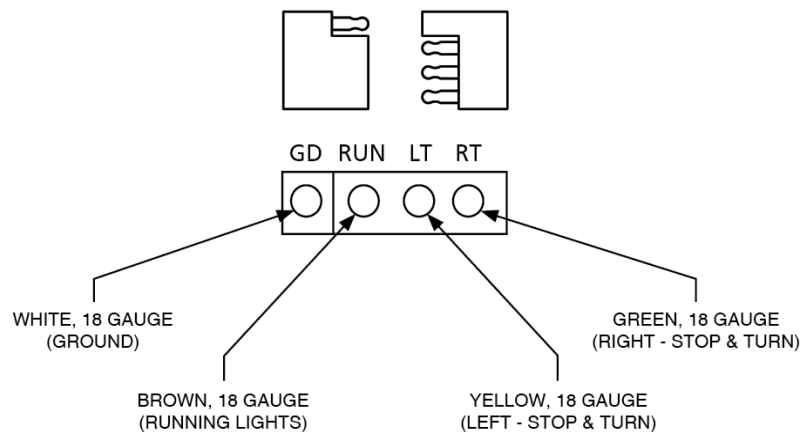 GD RUN LT RT
WHITE, 18 GAUGE
(GROUND)
GREEN, 18 GAUGE
(RIGHT - STOP & TURN)
BROWN, 18 GAUGE
(RUNNING LIGHTS)
YELLOW, 18 GAUGE
(LEFT - STOP & TURN)